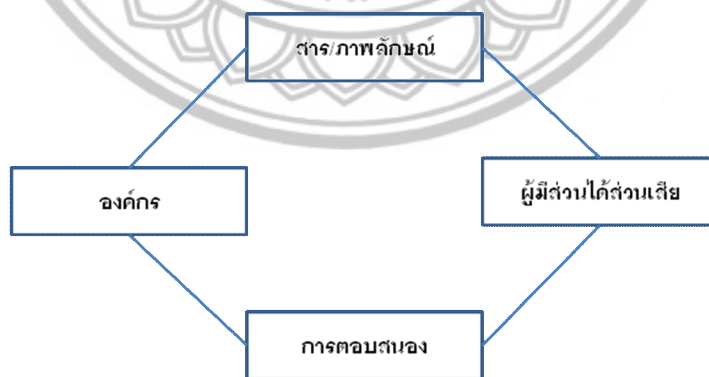 สาร/ภาพลักษณ์
องค์กร
ผู้มีส่วนได้ส่วนเสีย
การตอบสนอง